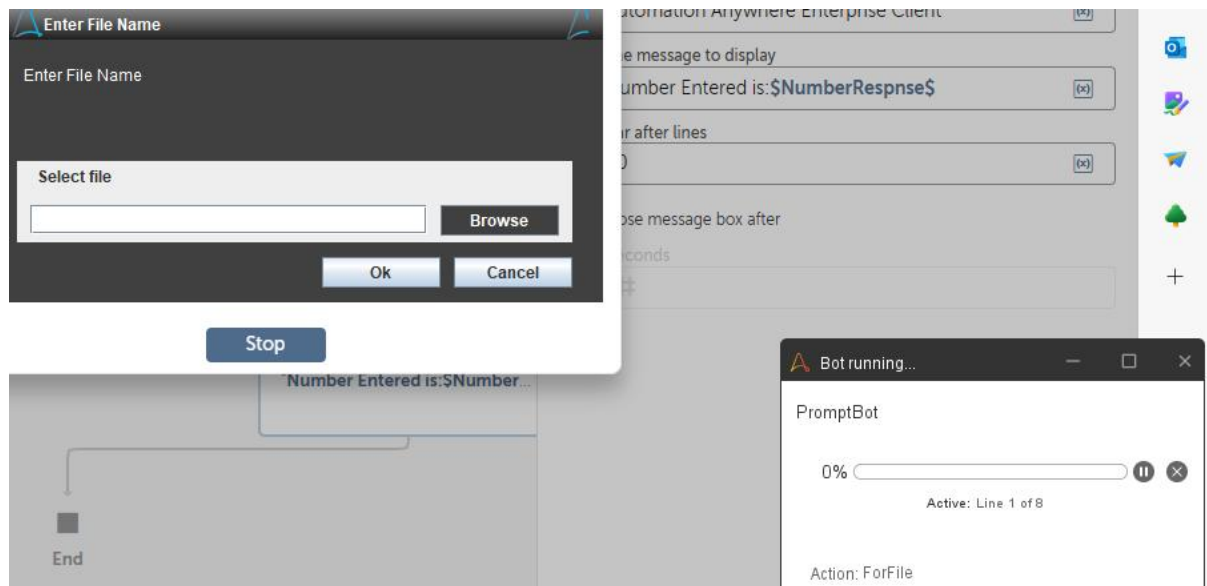 Enter File Name
Enter File Name
Select file
Browse
Ok
Cancel
Stop
Automation Anywhere Enterprise Client
(x)
e message to display
umber Entered is:$NumberRespnse$
(x)
r after lines
(x)
ose message box after
conds
#
"Number Entered is:$Number...
End
Bot running...
PromptBot
0%
Active: Line 1 of 8
Action: ForFile